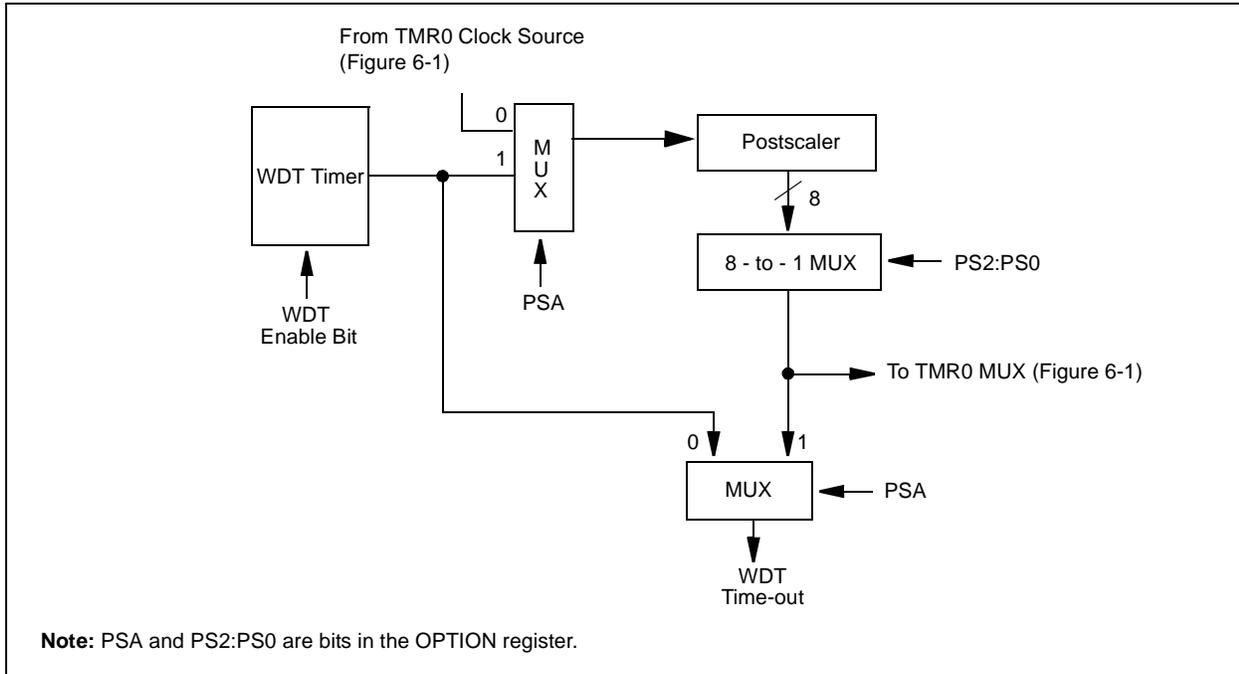 From TMR0 Clock Source
(Figure 6-1)
0
1
M
U
X
WDT Timer
Postscaler
8
8 - to - 1 MUX
PS2:PS0
PSA
WDT
Enable Bit
To TMR0 MUX (Figure 6-1)
0
1
MUX
PSA
WDT
Time-out
Note: PSA and PS2:PS0 are bits in the OPTION register.